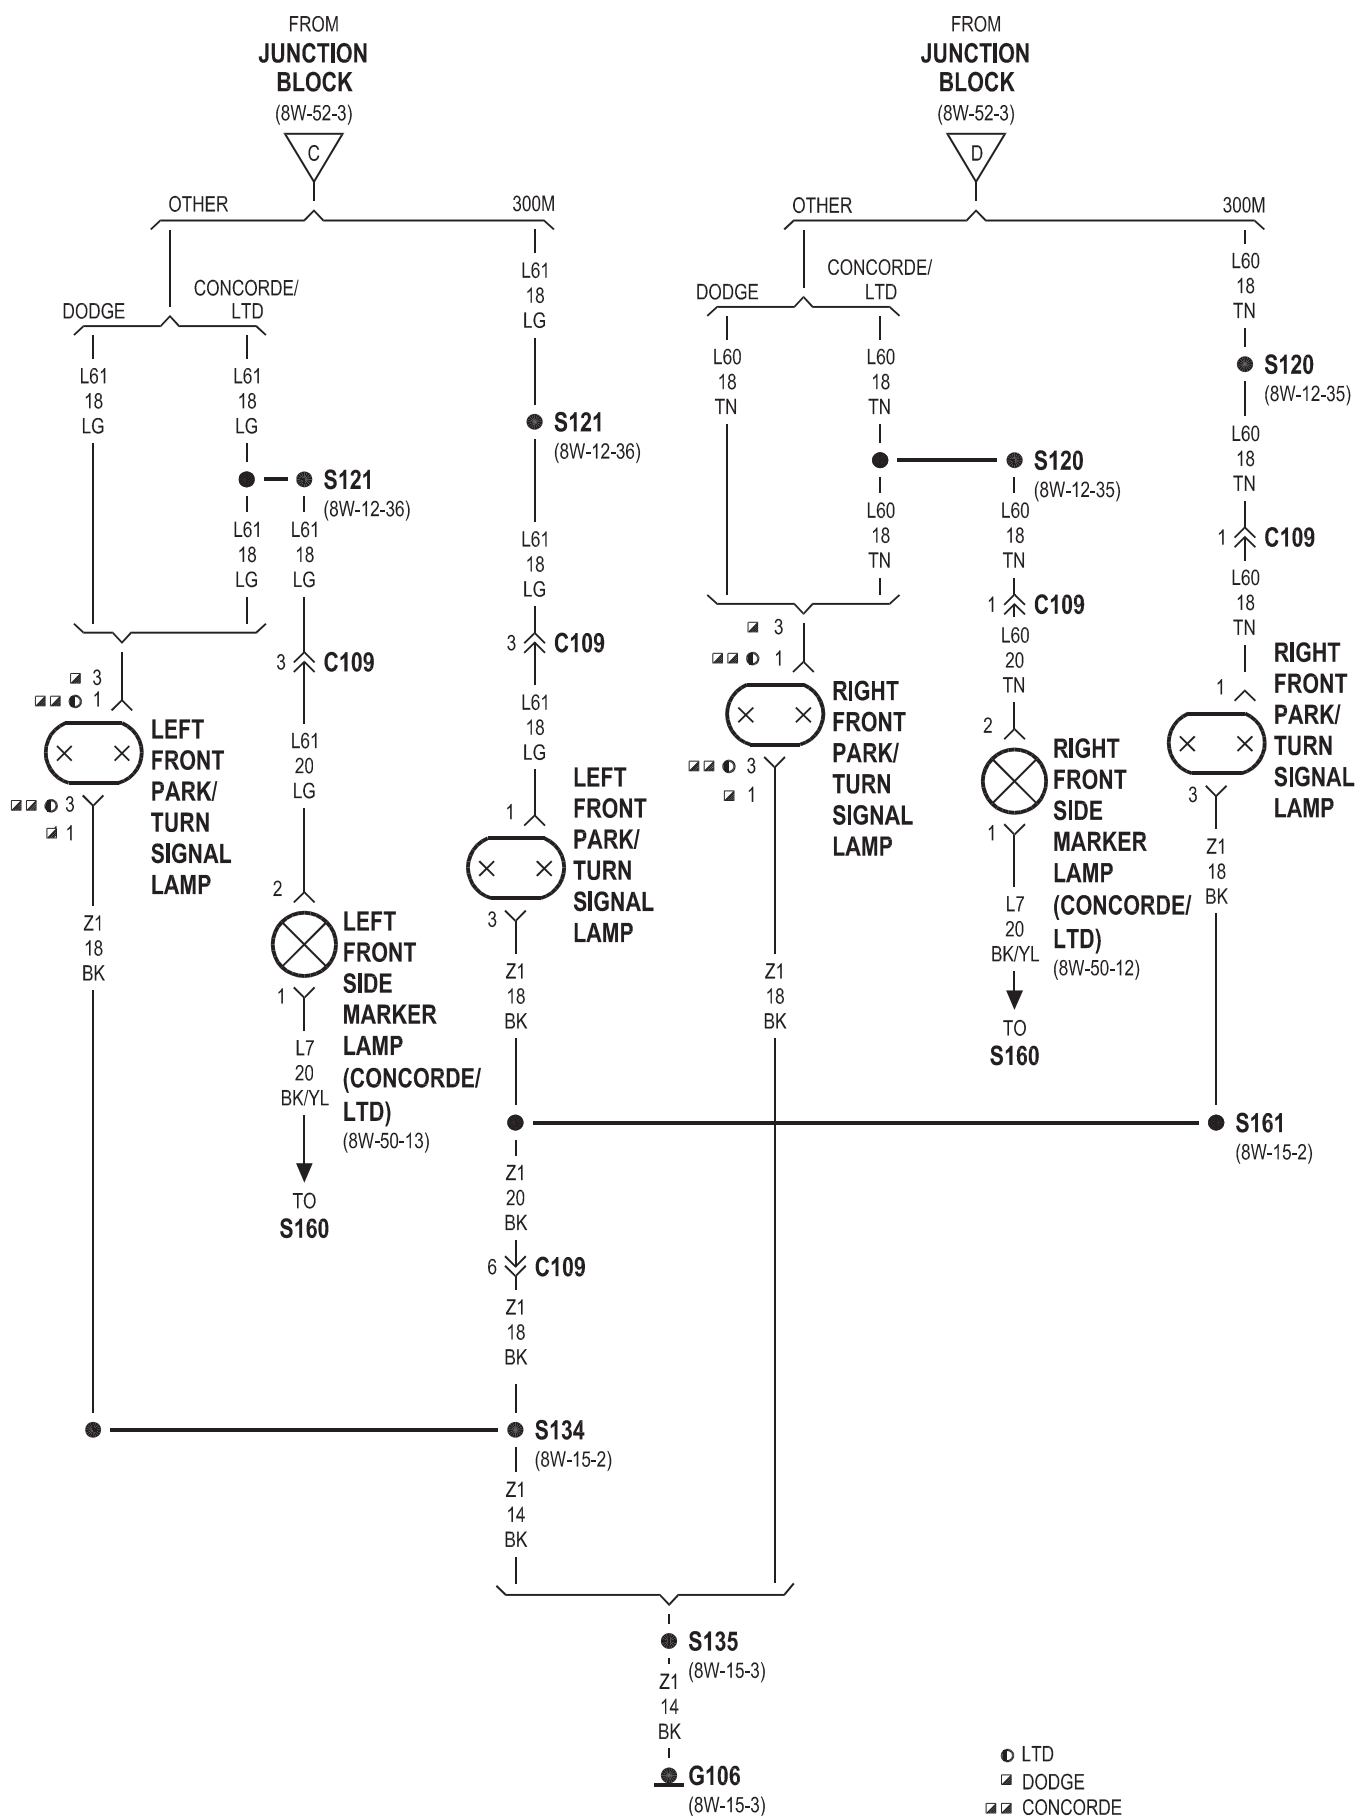 FROM
JUNCTION
BLOCK
(8W-52-3)
C
OTHER
300M
DODGE
CONCORDE/
LTD
L61
18
LG
L61
18
LG
L61
18
LG
S121
(8W-12-36)
S121
(8W-12-36)
L61
18
LG
L61
18
LG
L61
18
LG
3
C109
3
C109
3
1
LEFT
FRONT
PARK/
TURN
SIGNAL
LAMP
3
1
L61
20
LG
L61
18
LG
1
LEFT
FRONT
PARK/
TURN
SIGNAL
LAMP
3
2
LEFT
FRONT
SIDE
MARKER
LAMP
(CONCORDE/
LTD)
(8W-50-13)
1
Z1
18
BK
L7
20
BK/YL
TO
S160
Z1
18
BK
Z1
20
BK
6
C109
Z1
18
BK
S134
(8W-15-2)
Z1
14
BK
FROM
JUNCTION
BLOCK
(8W-52-3)
D
OTHER
300M
DODGE
CONCORDE/
LTD
L60
18
TN
L60
18
TN
L60
18
TN
S120
(8W-12-35)
S120
(8W-12-35)
L60
18
TN
L60
18
TN
L60
18
TN
1
C109
1
C109
3
1
RIGHT
FRONT
PARK/
TURN
SIGNAL
LAMP
3
1
L60
20
TN
L60
18
TN
2
RIGHT
FRONT
SIDE
MARKER
LAMP
(CONCORDE/
LTD)
(8W-50-12)
1
1
RIGHT
FRONT
PARK/
TURN
SIGNAL
LAMP
3
Z1
18
BK
L7
20
BK/YL
TO
S160
Z1
18
BK
S161
(8W-15-2)
S135
(8W-15-3)
Z1
14
BK
G106
(8W-15-3)
LTD
DODGE
CONCORDE